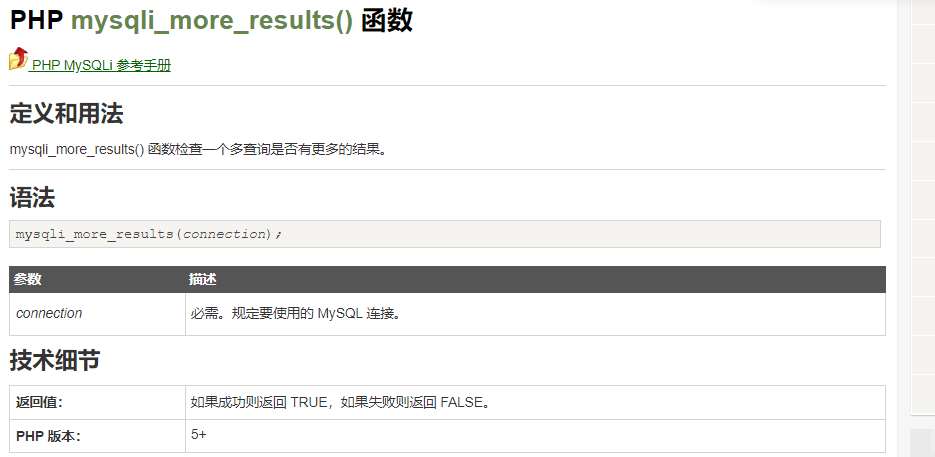 PHP mysqli_more_results() 函数
PHP MySQLi 参考手册
定义和用法
mysqli_more_results() 函数检查一个多查询是否有更多的结果。
语法
mysqli_more_results(connection);
参数 描述
connection 必需。规定要使用的 MySQL 连接。
技术细节
返回值： 如果成功则返回 TRUE，如果失败则返回 FALSE。
PHP 版本： 5+